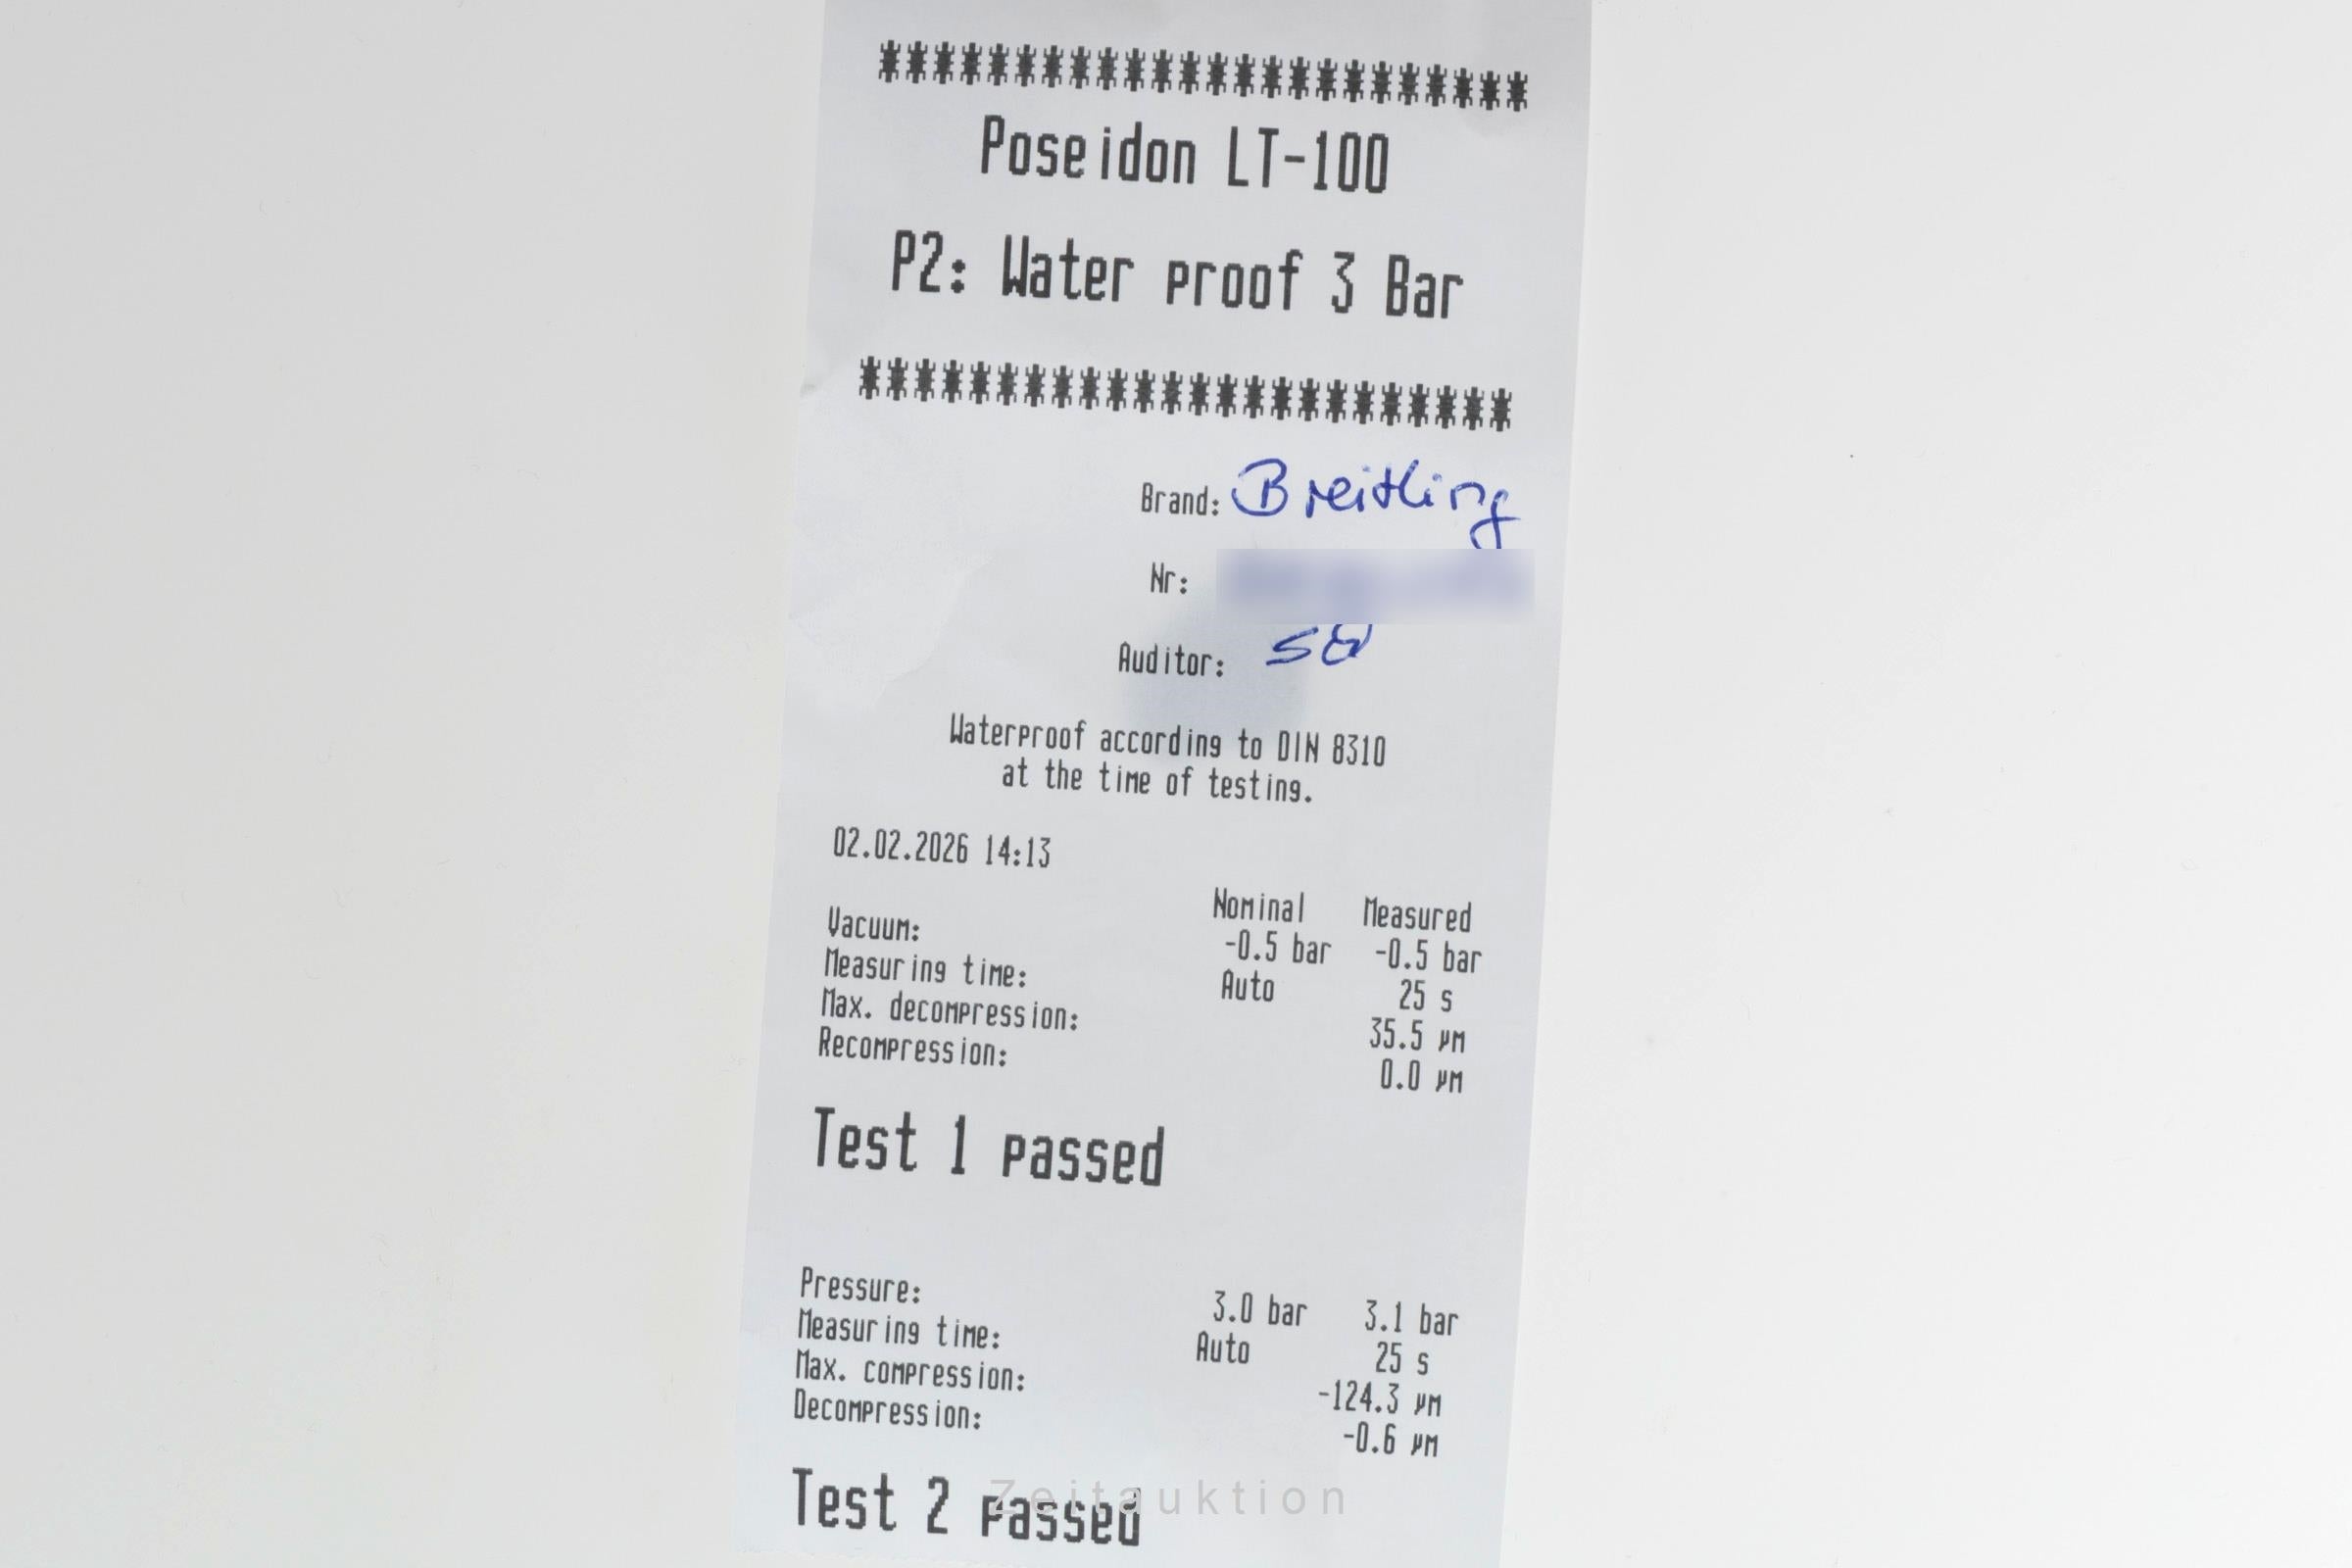 ************************
Poseidon LT-100
P2: Water proof 3 Bar
************************
Brand: Breitling
Nr:
Auditor:
Waterproof according to DIN 8310
at the time of testing.
02.02.2026 14:13
Nominal Measured
Vacuum: -0.5 bar -0.5 bar
Measuring time: Auto 25 s
Max. decompression: 35.5 µm
Recompression: 0.0 µm
Test 1 passed
Pressure: 3.0 bar 3.1 bar
Measuring time: Auto 25 s
Max. compression: -124.3 µm
Decompression: -0.6 µm
Test 2 passed
Zeitauktion